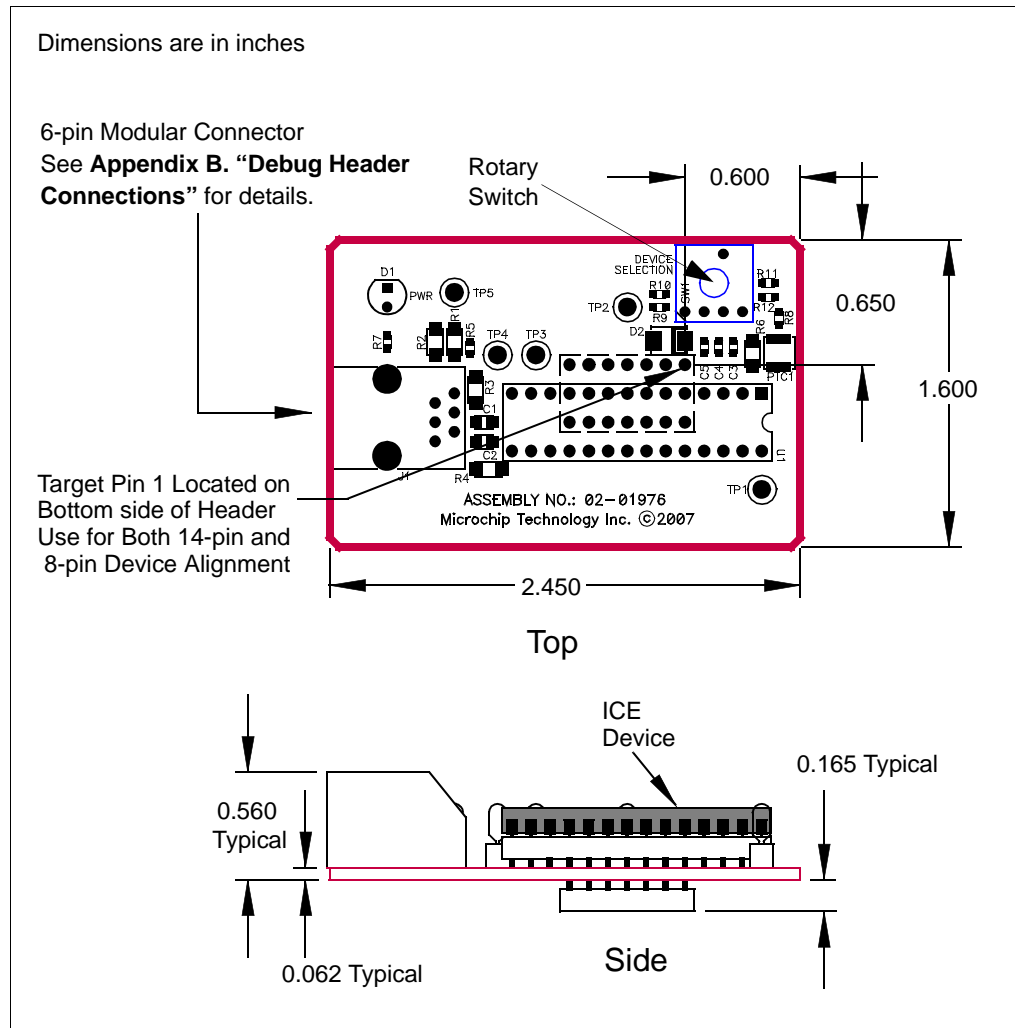 Dimensions are in inches
6-pin Modular Connector
See Appendix B. “Debug Header
Connections” for details.
Rotary
Switch
0.600
0.650
1.600
DEVICE
SELECTION
SW1
R10
R9
R11
R12
R8
R6
D1
PWR
TP5
TP2
D2
R7
R2
R1
R5
TP4
TP3
C5
C4
C3
PTC1
R3
C1
C2
R4
J1
U1
TP1
ASSEMBLY NO.: 02-01976
Microchip Technology Inc. ©2007
Target Pin 1 Located on
Bottom side of Header
Use for Both 14-pin and
8-pin Device Alignment
2.450
Top
ICE
Device
0.165 Typical
0.560
Typical
0.062 Typical
Side